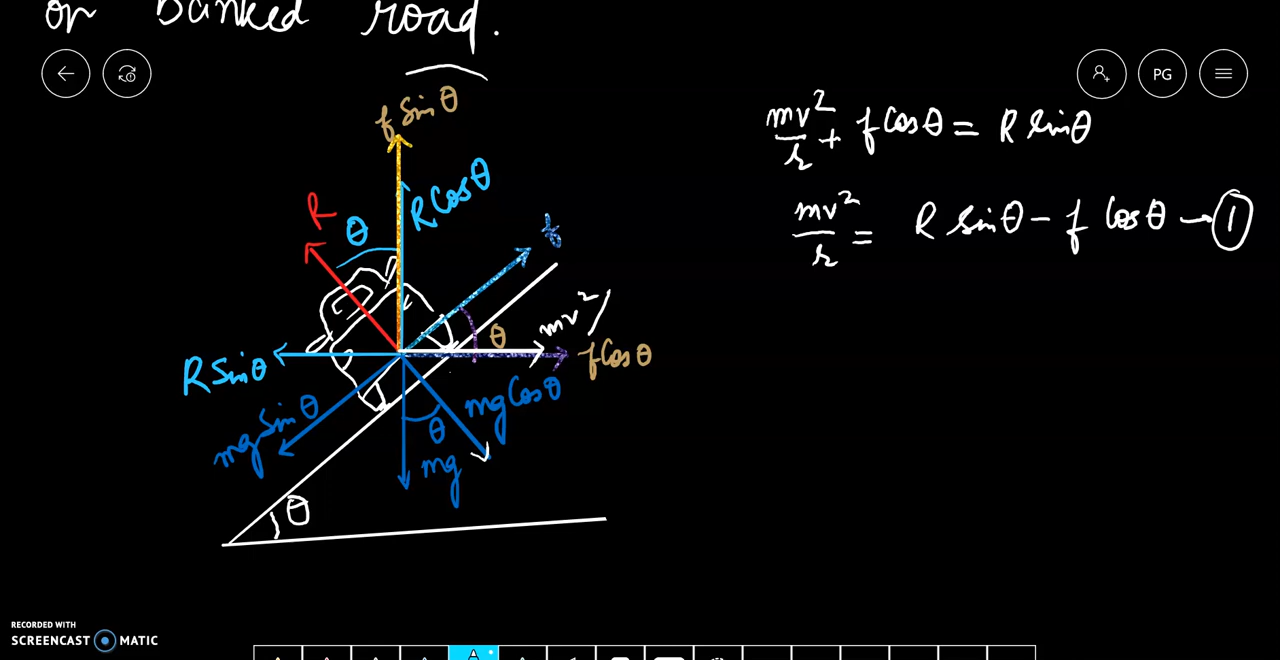 or banked road.
PG
f Sin θ
mv²/r + f Cos θ = R Sin θ
R Cos θ
R
θ
f
mv²/r = R Sin θ - f Cos θ → 1
mv²/
θ
f Cos θ
R Sin θ
mg Sin θ
mg Cos θ
θ
mg
θ
RECORDED WITH
SCREENCAST MATIC